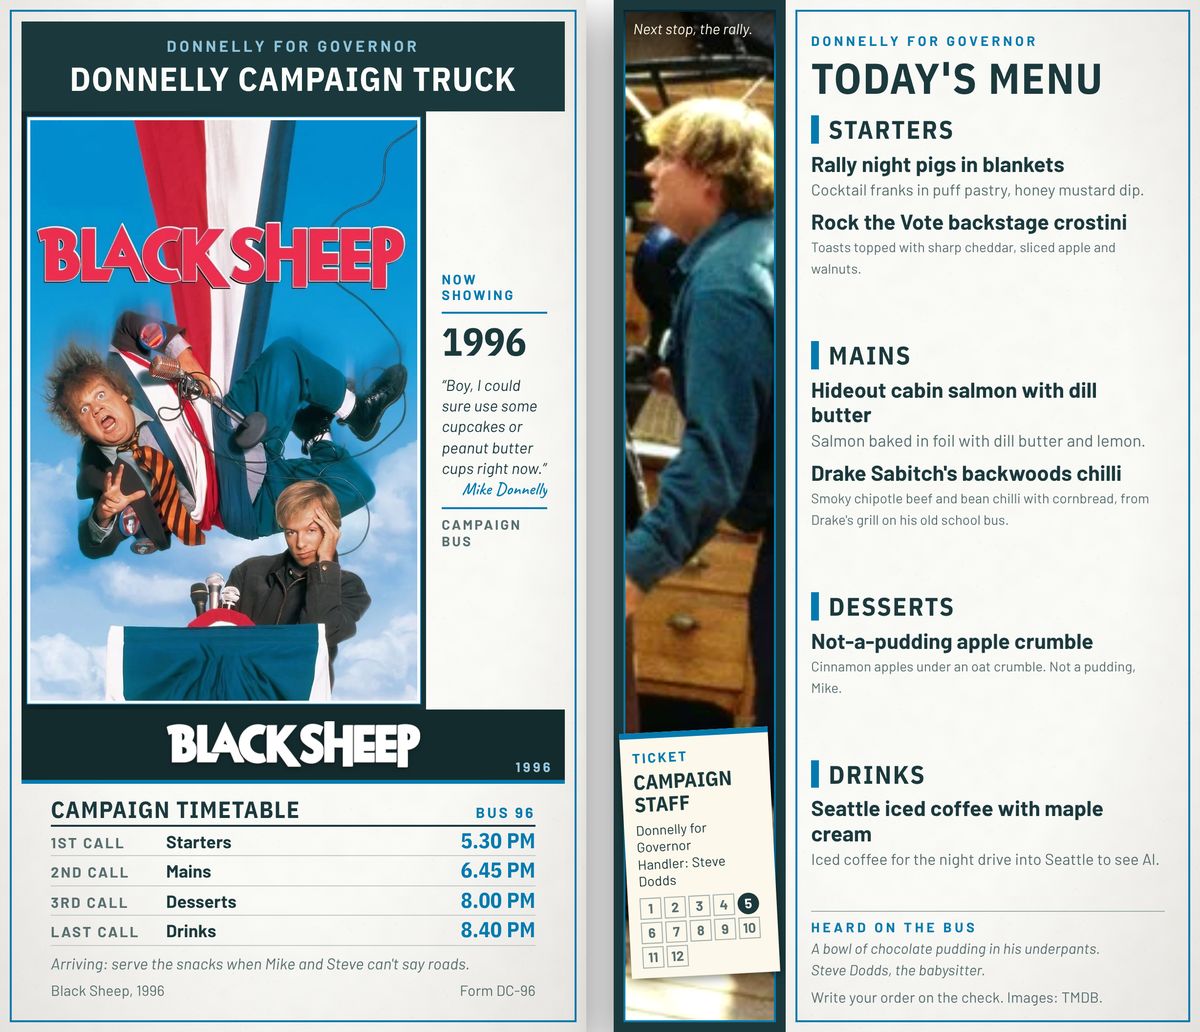 DONNELLY FOR GOVERNOR
DONNELLY CAMPAIGN TRUCK
BLACK SHEEP
NOW
SHOWING
1996
“Boy, I could
sure use some
cupcakes or
peanut butter
cups right now.”
Mike Donnelly
CAMPAIGN
BUS
BLACK SHEEP
1996
CAMPAIGN TIMETABLE BUS 96
1ST CALL Starters 5.30 PM
2ND CALL Mains 6.45 PM
3RD CALL Desserts 8.00 PM
LAST CALL Drinks 8.40 PM
Arriving: serve the snacks when Mike and Steve can't say roads.
Black Sheep, 1996 Form DC-96
Next stop, the rally.
TICKET
CAMPAIGN
STAFF
Donnelly for
Governor
Handler: Steve
Dodds
1 2 3 4 5
6 7 8 9 10
11 12
DONNELLY FOR GOVERNOR
TODAY'S MENU
STARTERS
Rally night pigs in blankets
Cocktail franks in puff pastry, honey mustard dip.
Rock the Vote backstage crostini
Toasts topped with sharp cheddar, sliced apple and
walnuts.
MAINS
Hideout cabin salmon with dill
butter
Salmon baked in foil with dill butter and lemon.
Drake Sabitch's backwoods chilli
Smoky chipotle beef and bean chilli with cornbread, from
Drake's grill on his old school bus.
DESSERTS
Not-a-pudding apple crumble
Cinnamon apples under an oat crumble. Not a pudding,
Mike.
DRINKS
Seattle iced coffee with maple
cream
Iced coffee for the night drive into Seattle to see Al.
HEARD ON THE BUS
A bowl of chocolate pudding in his underpants.
Steve Dodds, the babysitter.
Write your order on the check. Images: TMDB.